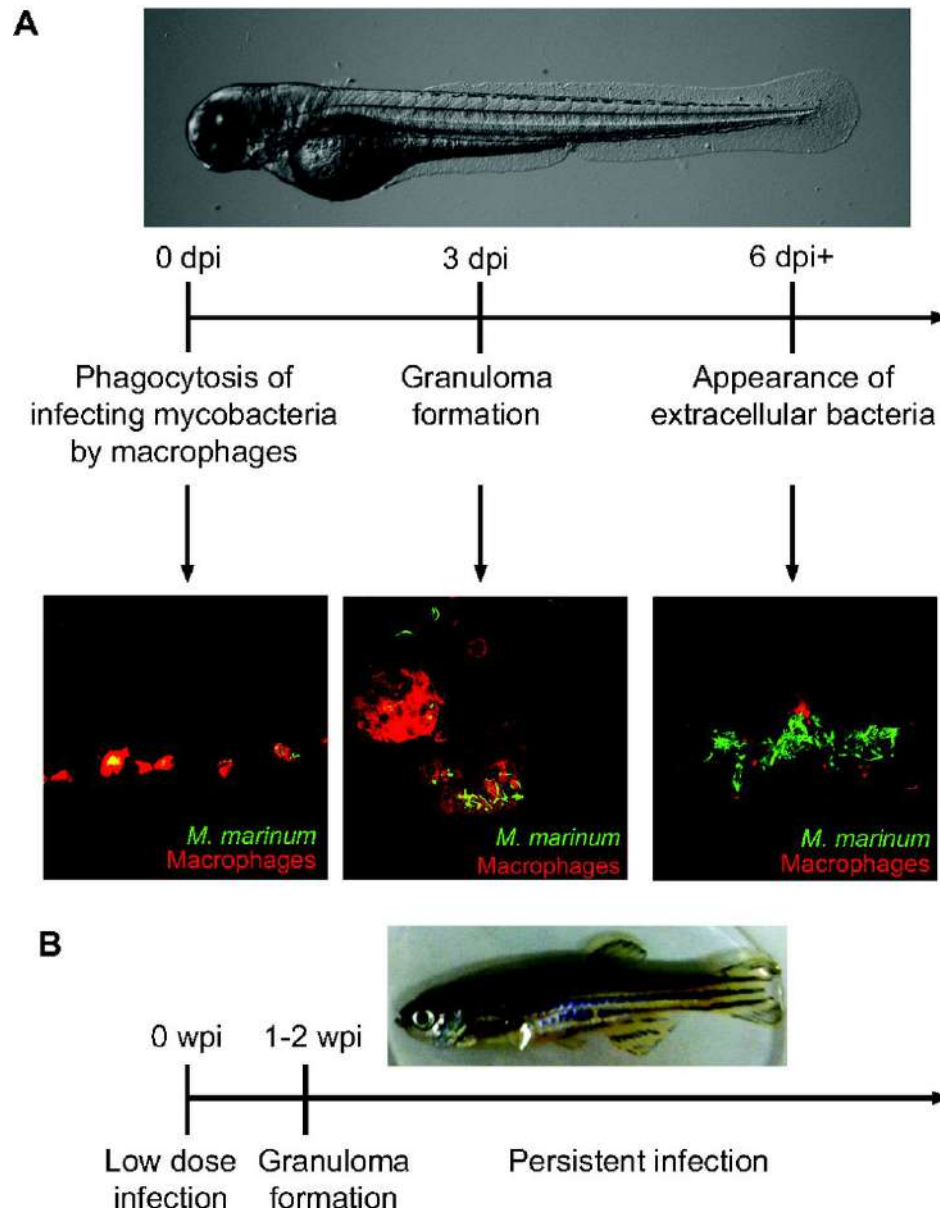 A
0 dpi
3 dpi
6 dpi+
Phagocytosis of
infecting mycobacteria
by macrophages
Granuloma
formation
Appearance of
extracellular bacteria
M. marinum
Macrophages
M. marinum
Macrophages
M. marinum
Macrophages
B
0 wpi
1-2 wpi
Low dose
infection
Granuloma
formation
Persistent infection